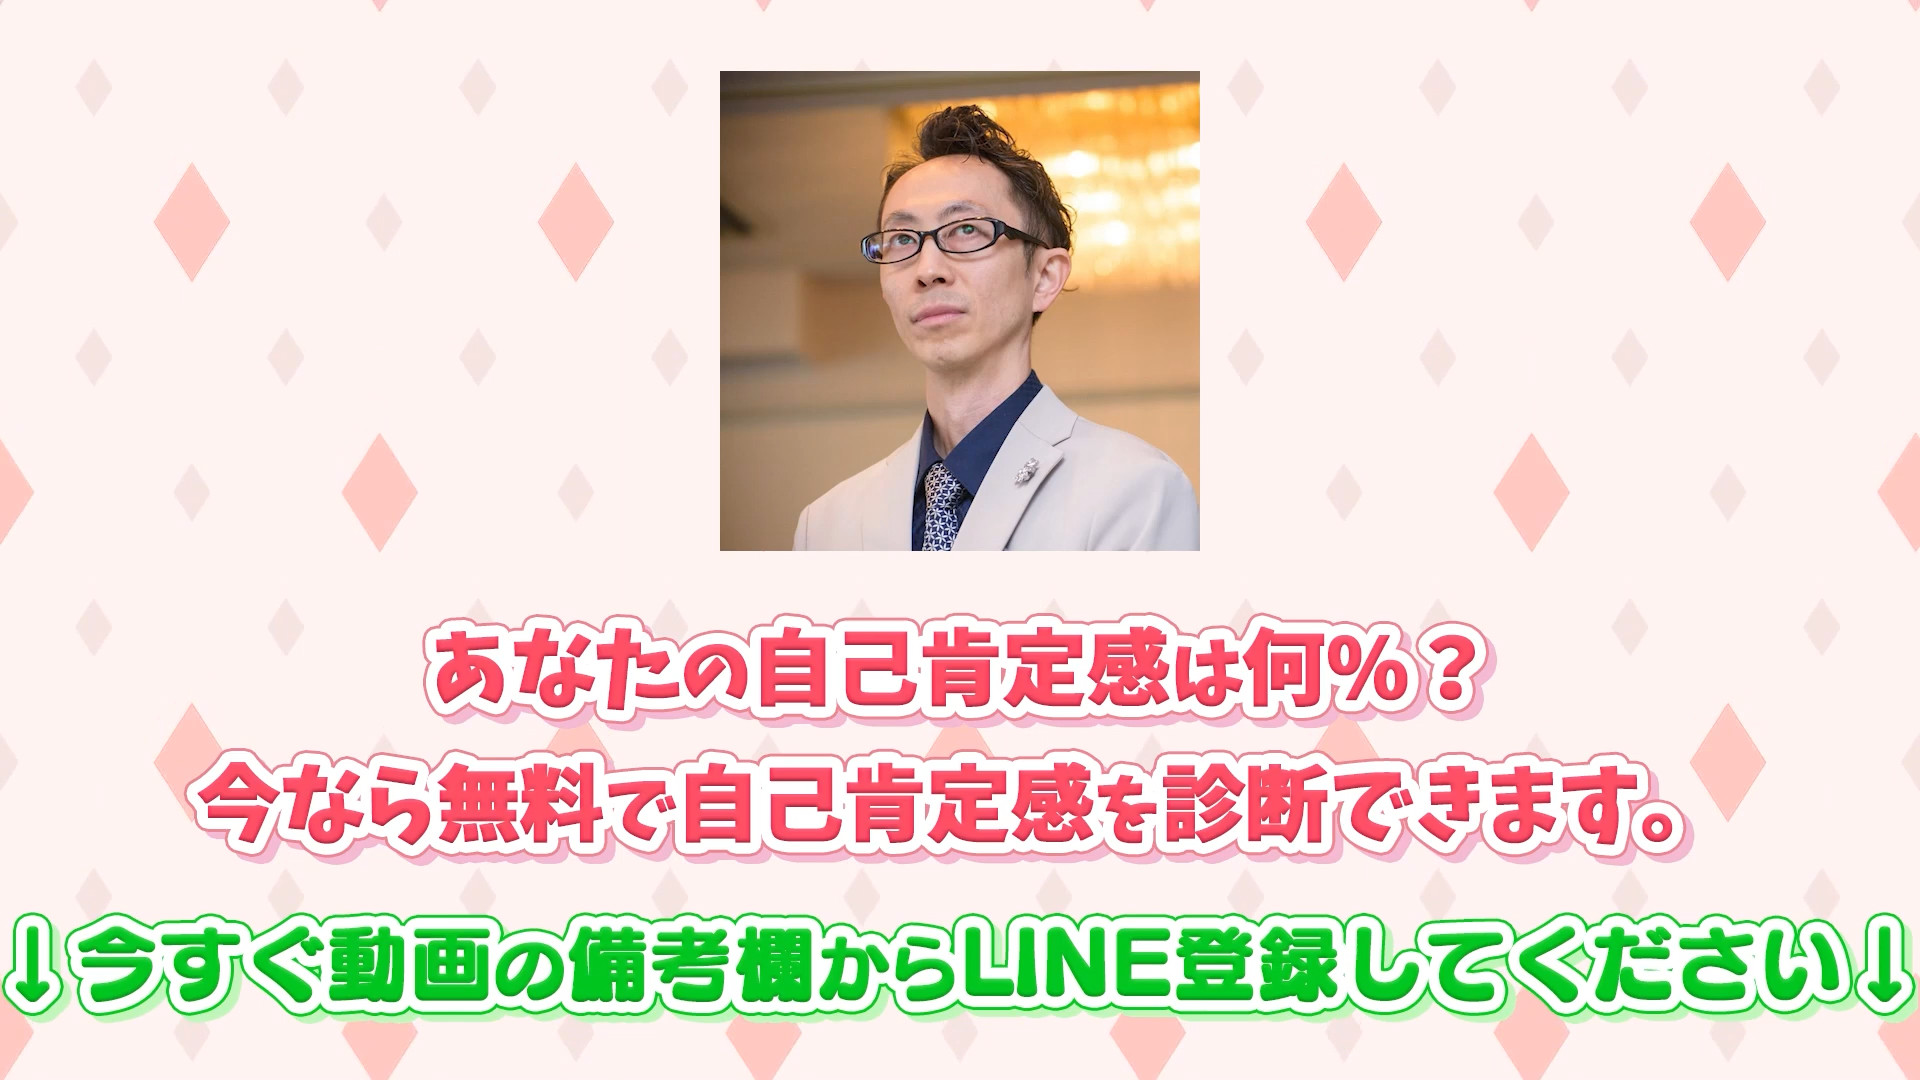 あなたの自己肯定感は何％？
今なら無料で自己肯定感を診断できます。
↓今すぐ動画の備考欄からLINE登録してください↓